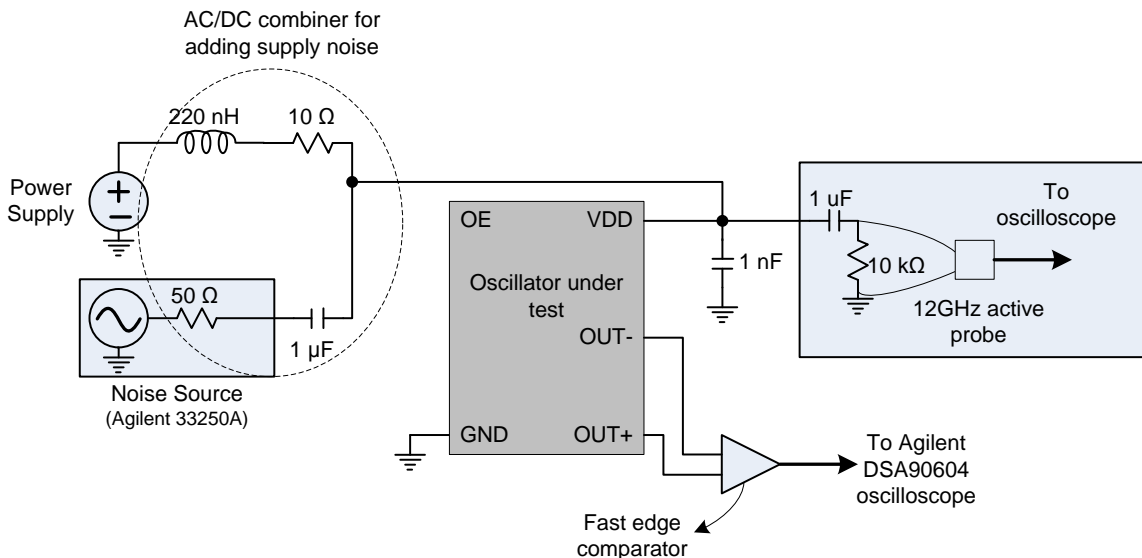 AC/DC combiner for
adding supply noise
220 nH
10 Ω
Power
Supply
+
–
50 Ω
1 µF
Noise Source
(Agilent 33250A)
OE
VDD
Oscillator under
test
OUT-
GND
OUT+
1 nF
1 uF
10 kΩ
To
oscilloscope
12GHz active
probe
To Agilent
DSA90604
oscilloscope
Fast edge
comparator